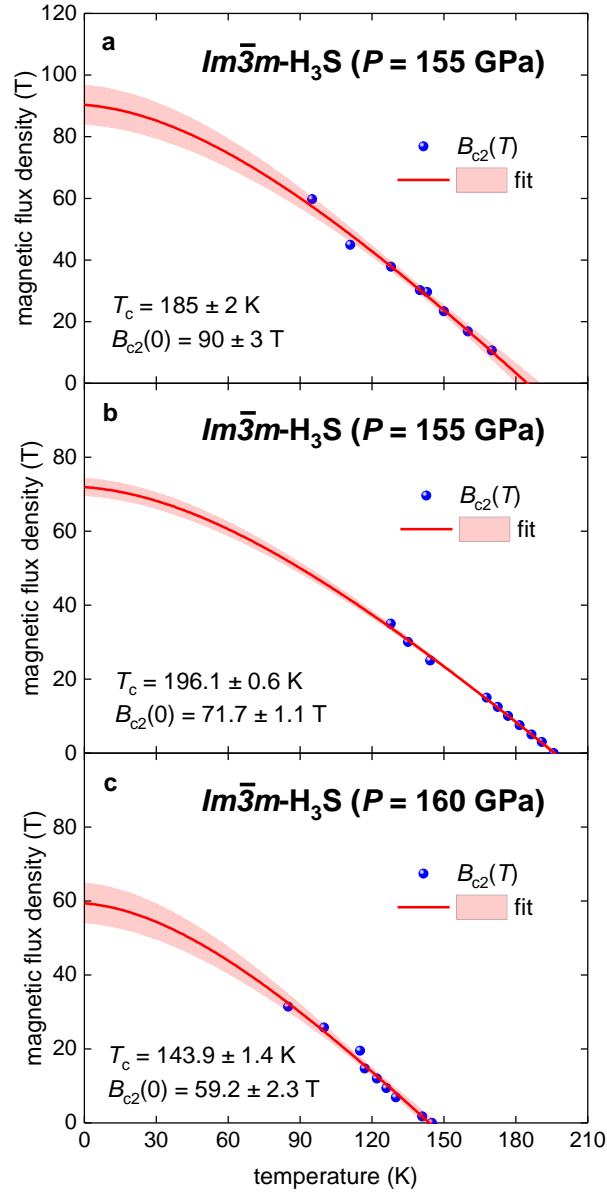 120
a
Im3̄m-H₃S (P = 155 GPa)
100
80
Bc2(T)
fit
60
40
Tc = 185 ± 2 K
20
Bc2(0) = 90 ± 3 T
0
magnetic flux density (T)
b
Im3̄m-H₃S (P = 155 GPa)
80
Bc2(T)
fit
60
40
20
Tc = 196.1 ± 0.6 K
Bc2(0) = 71.7 ± 1.1 T
0
magnetic flux density (T)
c
Im3̄m-H₃S (P = 160 GPa)
80
Bc2(T)
fit
60
40
20
Tc = 143.9 ± 1.4 K
Bc2(0) = 59.2 ± 2.3 T
0
magnetic flux density (T)
0 30 60 90 120 150 180 210
temperature (K)